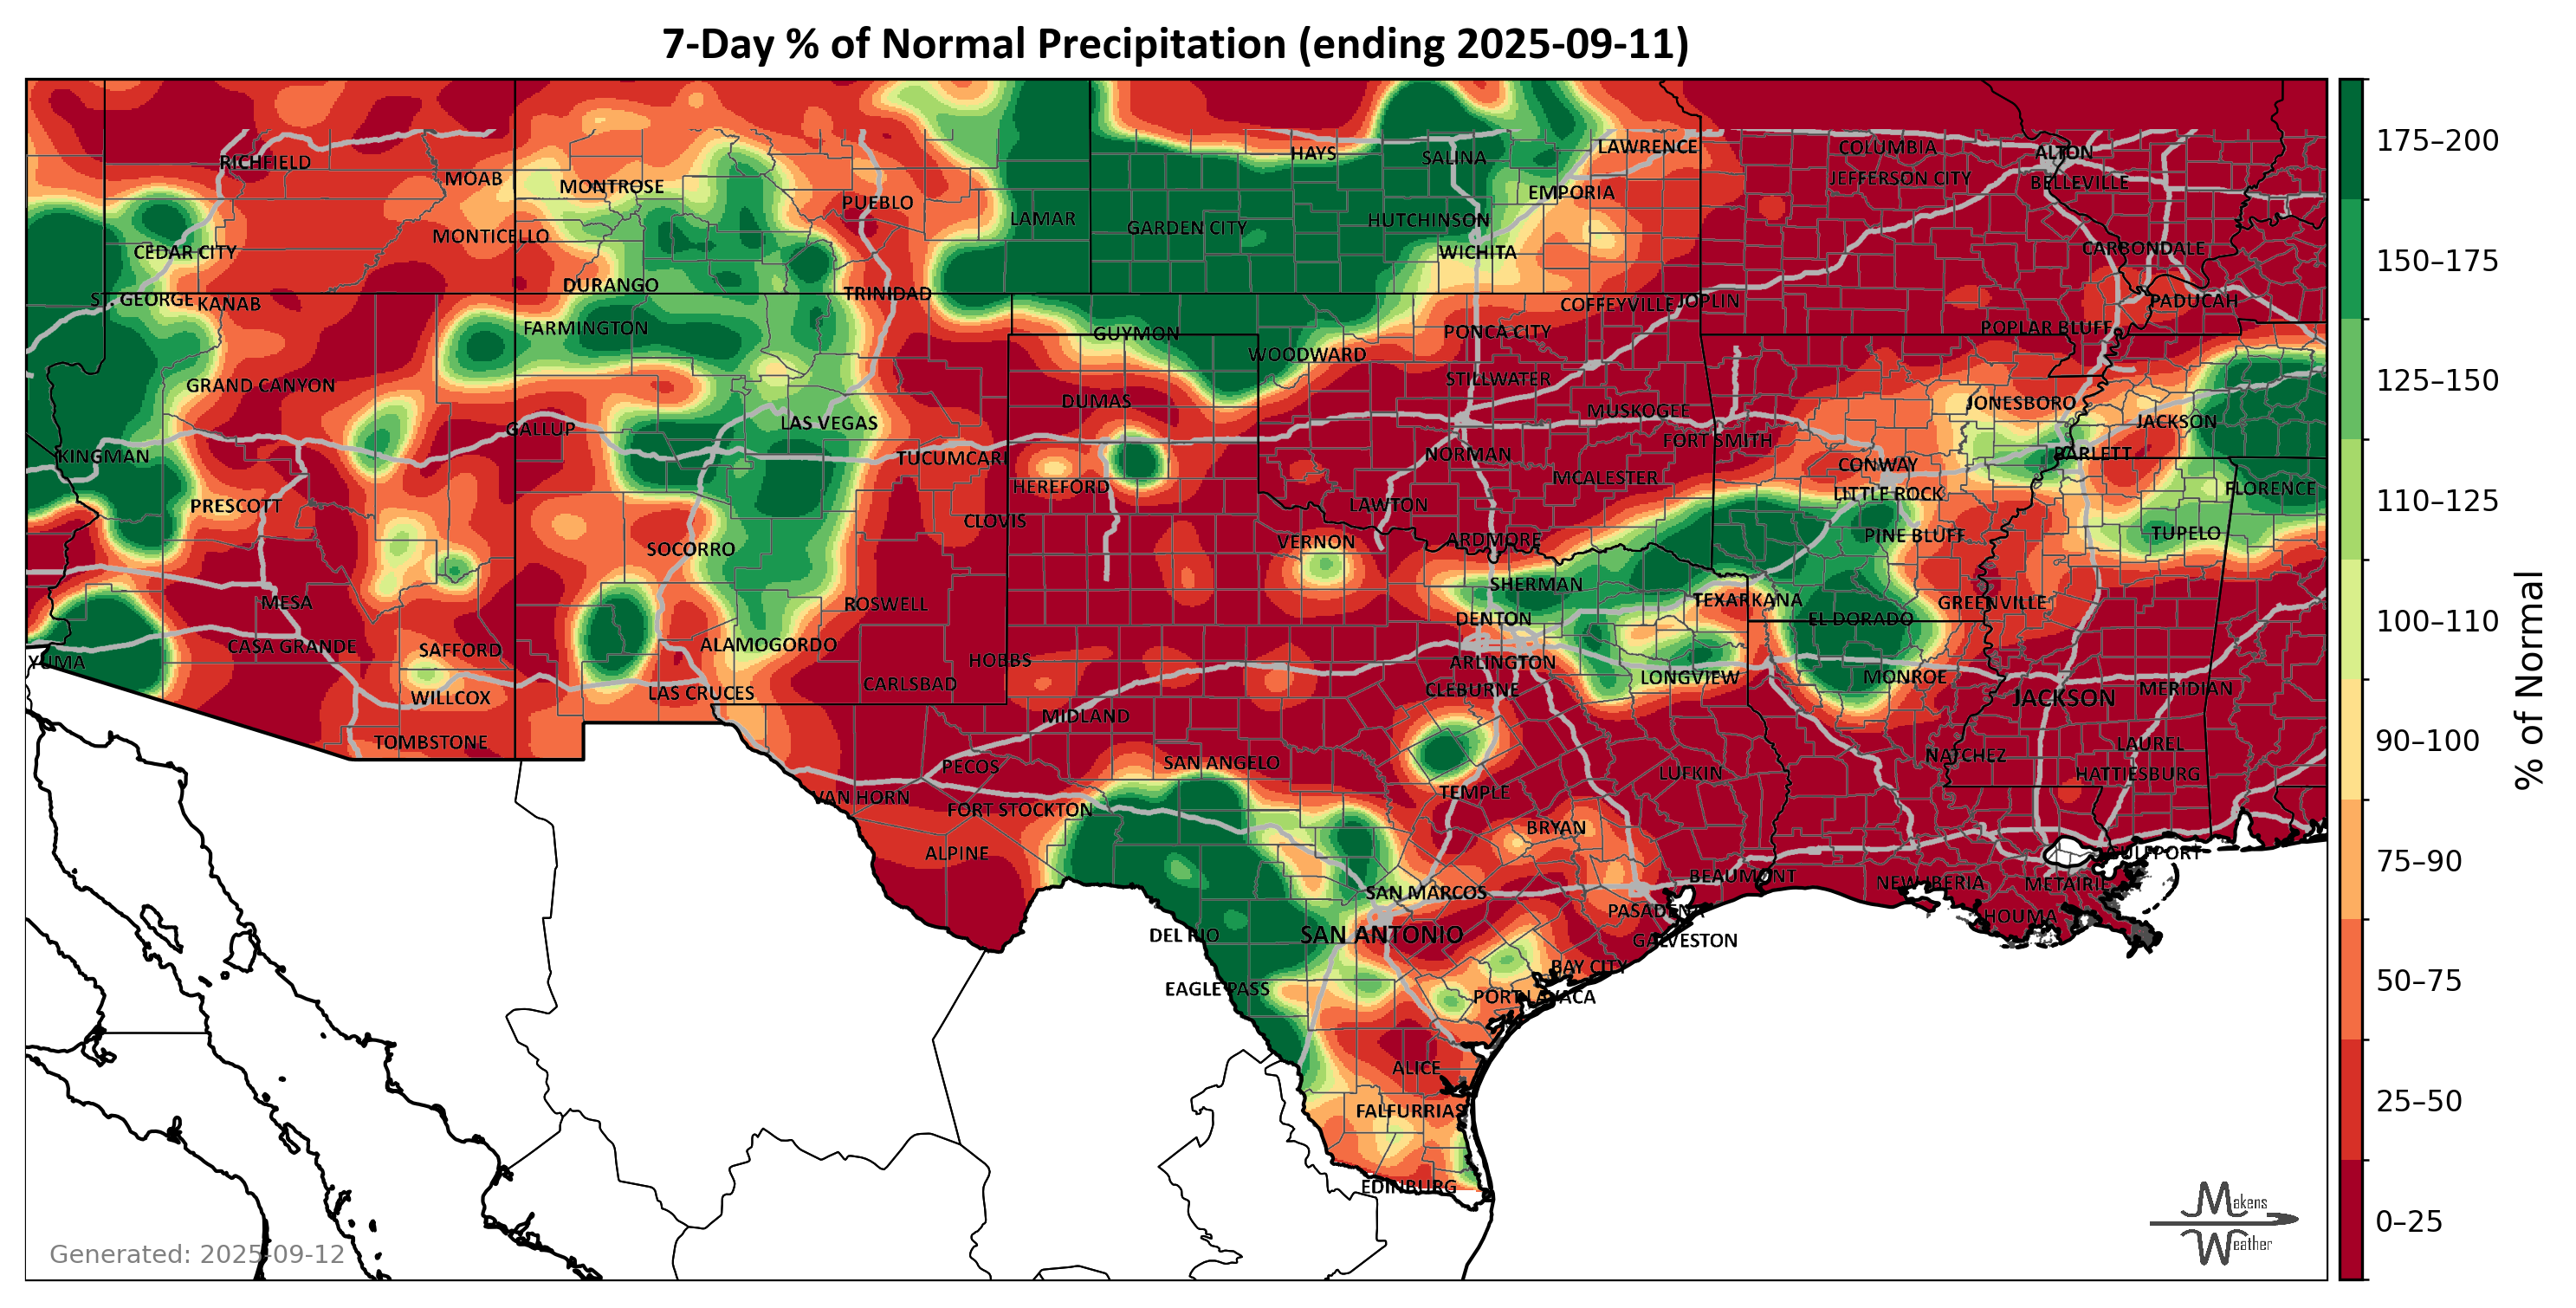 7-Day % of Normal Precipitation (ending 2025-09-11)
HAYS
SALINA
LAWRENCE
COLUMBIA
ALTON
RICHFIELD
MOAB
MONTROSE
JEFFERSON CITY
BELLEVILLE
EMPORIA
PUEBLO
LAMAR
GARDEN CITY
HUTCHINSON
MONTICELLO
CEDAR CITY
WICHITA
CARBONDALE
DURANGO
TRINIDAD
ST. GEORGE
KANAB
COFFEYVILLE
JOPLIN
PADUCAH
FARMINGTON
GUYMON
PONCA CITY
POPLAR BLUFF
WOODWARD
GRAND CANYON
STILLWATER
DUMAS
MUSKOGEE
JONESBORO
JACKSON
GALLUP
LAS VEGAS
FORT SMITH
KINGMAN
TUCUMCARI
NORMAN
BARLETT
CONWAY
HEREFORD
MCALESTER
LITTLE ROCK
FLORENCE
PRESCOTT
LAWTON
CLOVIS
SOCORRO
VERNON
ARDMORE
PINE BLUFF
TUPELO
SHERMAN
MESA
ROSWELL
TEXARKANA
GREENVILLE
DENTON
EL DORADO
CASA GRANDE
SAFFORD
ALAMOGORDO
YUMA
HOBBS
ARLINGTON
LONGVIEW
MONROE
WILLCOX
LAS CRUCES
CARLSBAD
CLEBURNE
JACKSON
MERIDIAN
MIDLAND
TOMBSTONE
PECOS
SAN ANGELO
LUFKIN
NATCHEZ
LAUREL
HATTIESBURG
VAN HORN
FORT STOCKTON
TEMPLE
BRYAN
ALPINE
GULFPORT
SAN MARCOS
BEAUMONT
NEW IBERIA
METAIRIE
PASADENA
HOUMA
DEL RIO
SAN ANTONIO
GALVESTON
BAY CITY
EAGLE PASS
PORT LAVACA
ALICE
FALFURRIAS
EDINBURG
175–200
150–175
125–150
110–125
100–110
90–100
75–90
50–75
25–50
0–25
% of Normal
Generated: 2025-09-12
Makens
Weather